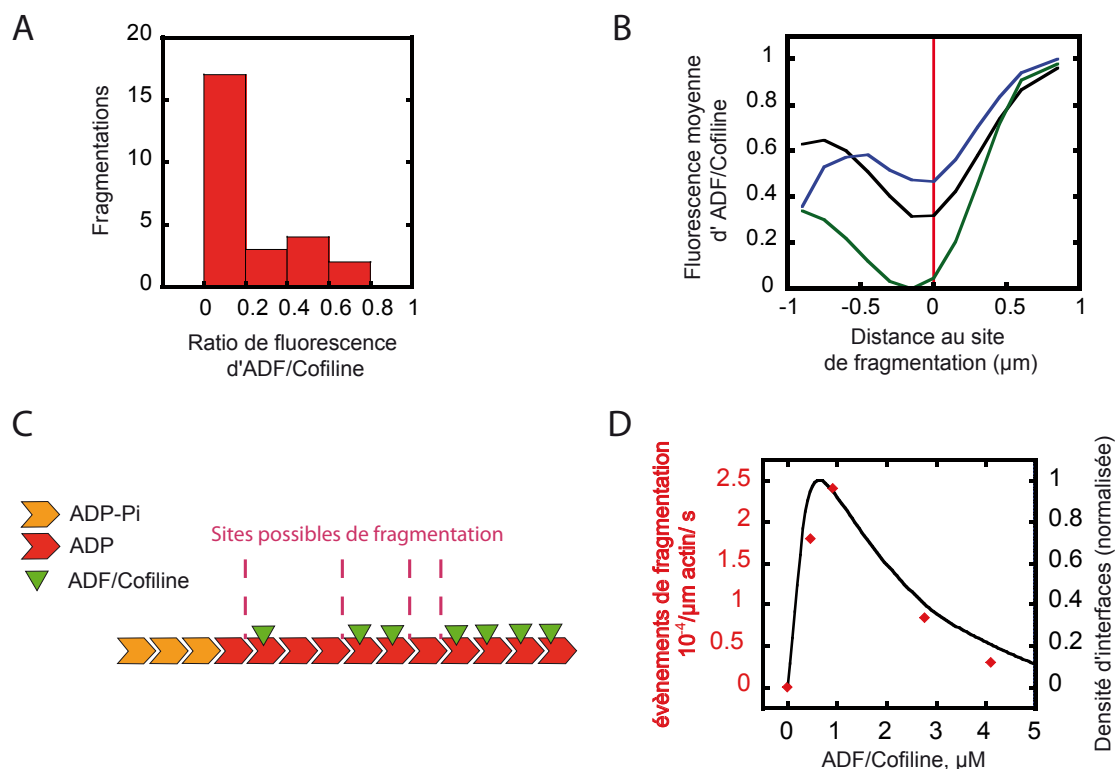 A
20
15
10
5
0
Fragmentations
0 0.2 0.4 0.6 0.8 1
Ratio de fluorescence
d'ADF/Cofiline
B
1
0.8
0.6
0.4
0.2
0
Fluorescence moyenne
d' ADF/Cofiline
-1 -0.5 0 0.5 1
Distance au site
de fragmentation (µm)
C
ADP-Pi
ADP
ADF/Cofiline
Sites possibles de fragmentation
D
évènements de fragmentation
10⁻⁴/µm actin/ s
2.5
2
1.5
1
0.5
0
1
0.8
0.6
0.4
0.2
0
Densité d'interfaces (normalisée)
0 1 2 3 4 5
ADF/Cofiline, µM